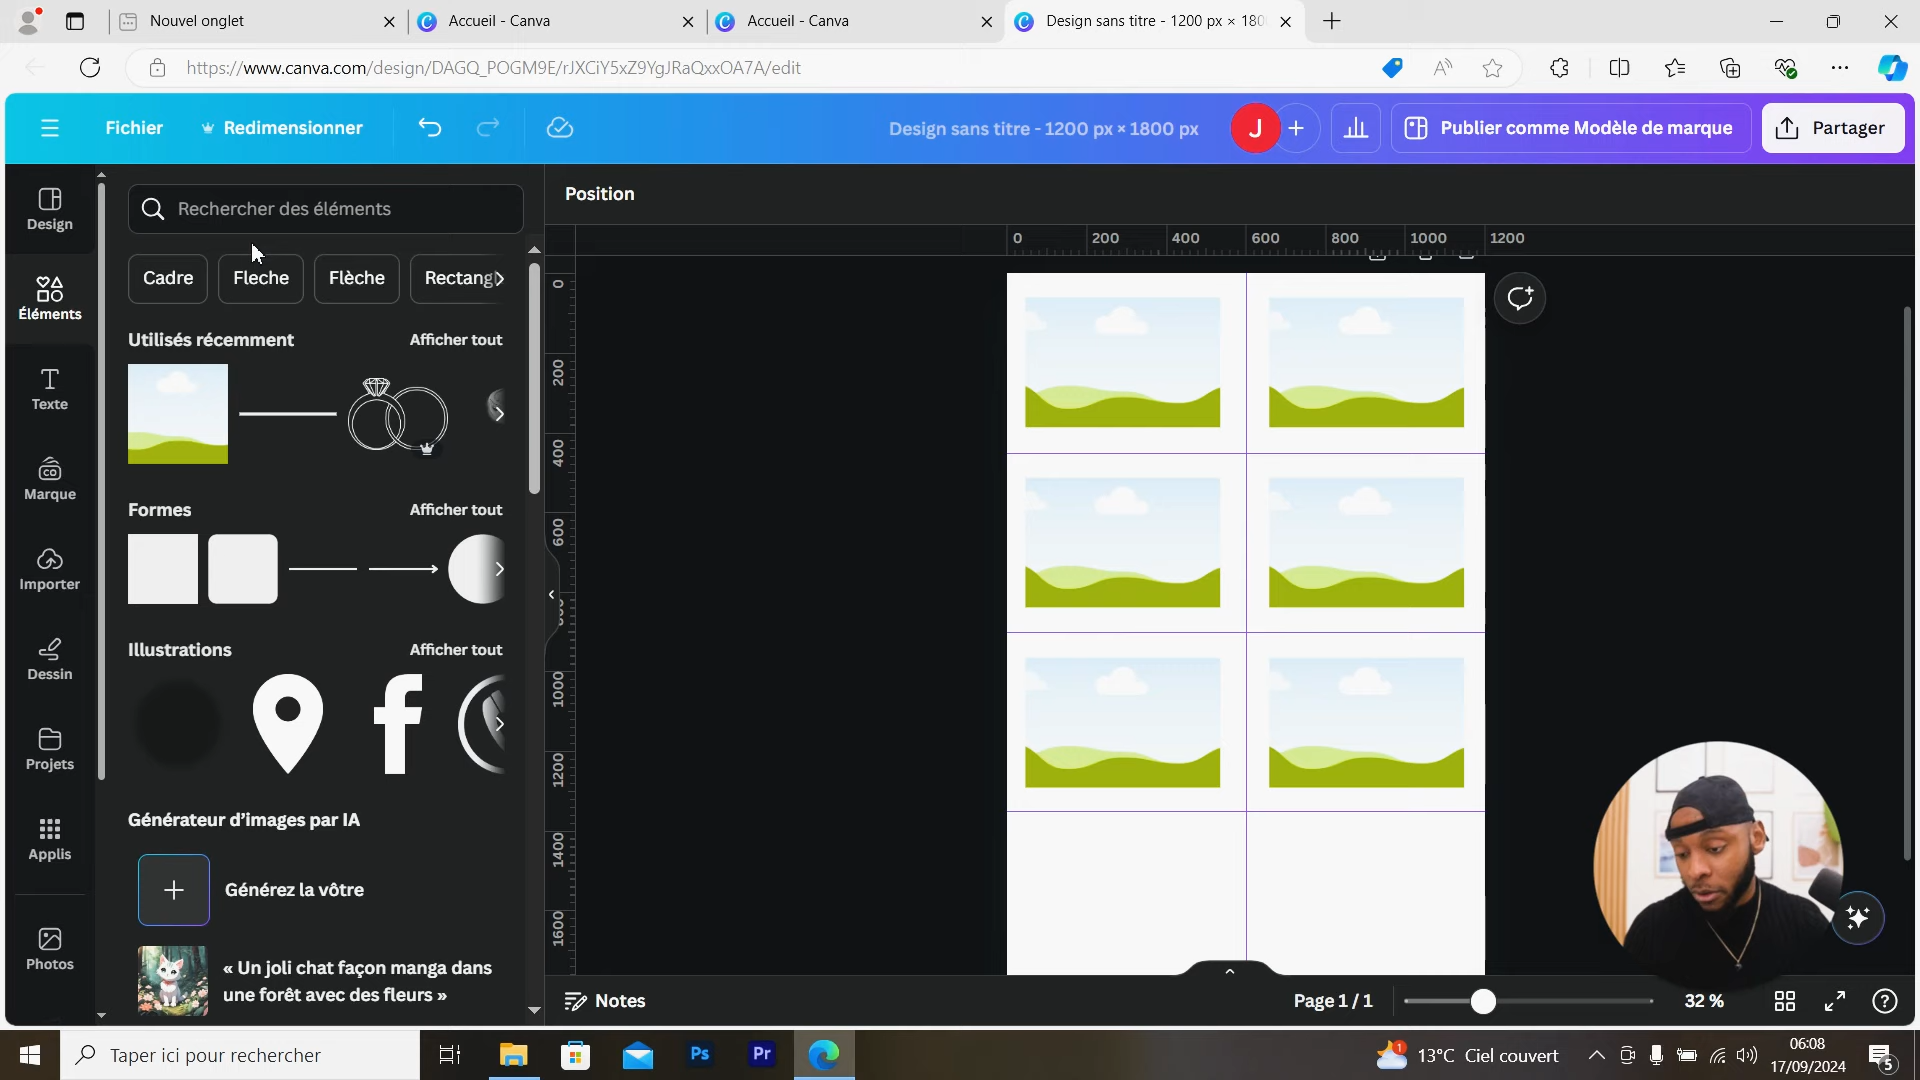 Nouvel onglet
Accueil - Canva
Accueil - Canva
Design sans titre - 1200 px × 180
https://www.canva.com/design/DAGQ_POGM9E/rJXCiY5xZ9YgJRaQxxOA7A/edit
Fichier
Redimensionner
Design sans titre - 1200 px × 1800 px
J
Publier comme Modèle de marque
Partager
Design
Éléments
Texte
Marque
Importer
Dessin
Projets
Applis
Photos
Rechercher des éléments
Cadre
Fleche
Flèche
Rectangl
Utilisés récemment
Afficher tout
Formes
Afficher tout
Illustrations
Afficher tout
Générateur d'images par IA
Générez la vôtre
« Un joli chat façon manga dans
une forêt avec des fleurs »
Position
0 200 400 600 800 1000 1200
0
200
400
600
1000
1200
1400
1600
Notes
Page 1 / 1
32 %
Taper ici pour rechercher
Ps
Pr
1
13°C Ciel couvert
06:08
17/09/2024
5